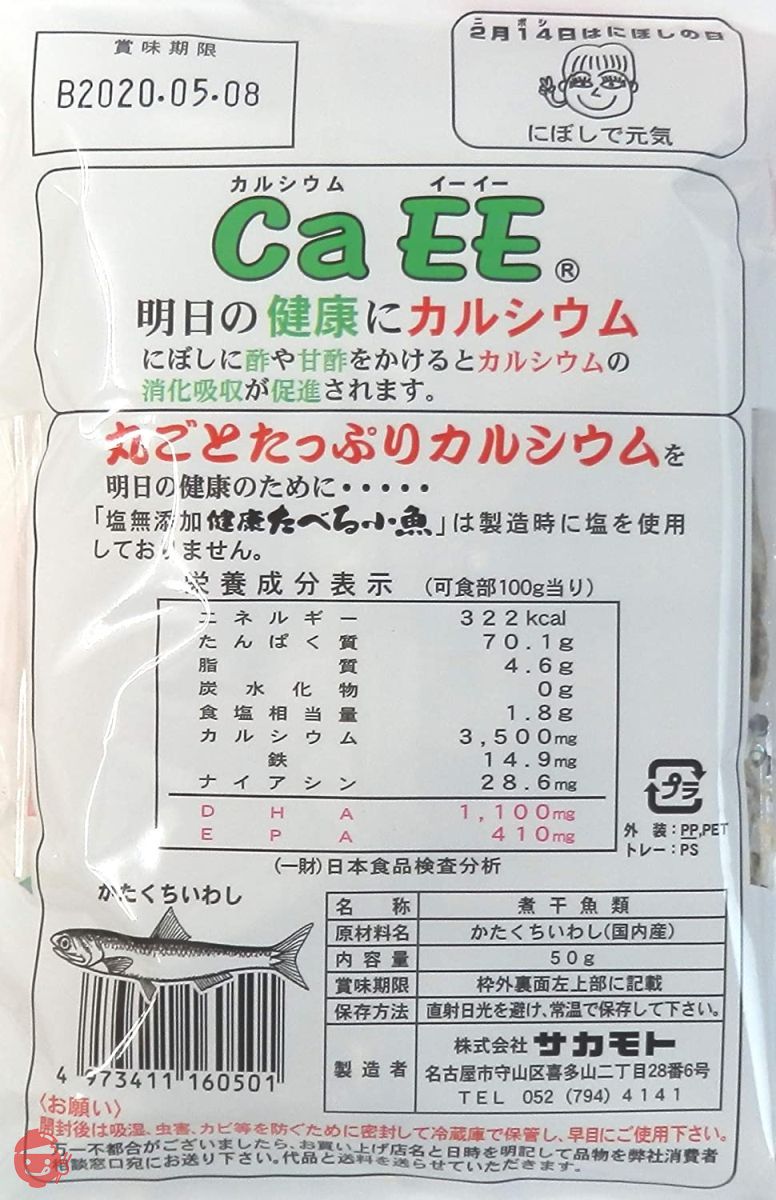 賞味期限
B2020.05.08
ニ ボ シ
2月14日はにぼしの日
にぼしで元気
カルシウム イーイー
Ca EE®
明日の健康にカルシウム
にぼしに酢や甘酢をかけるとカルシウムの
消化吸収が促進されます。
丸ごとたっぷりカルシウムを
明日の健康のために・・・・・
「塩無添加健康たべる小魚」は製造時に塩を使用
しておりません。
栄養成分表示 (可食部100g当り)
エネルギー 322kcal
たんぱく質 70.1g
脂質 4.6g
炭水化物 0g
食塩相当量 1.8g
カルシウム 3,500mg
鉄 14.9mg
ナイアシン 28.6mg
DHA 1,100mg
EPA 410mg
(一財)日本食品検査分析
プラ
外装:PP,PET
トレー:PS
かたくちいわし
名称 煮干魚類
原材料名 かたくちいわし(国内産)
内容量 50g
賞味期限 枠外裏面左上部に記載
保存方法 直射日光を避け、常温で保存して下さい。
製造者 株式会社サカモト
名古屋市守山区喜多山二丁目28番6号
TEL 052(794)4141
4 973411 160501
〈お願い〉
開封後は吸湿、虫害、カビ等を防ぐために密封して冷蔵庫で保管し、早目にご使用下さい。
万一不都合がございましたら、お買い上げ店名と日時を明記して品物を弊社消費者
相談窓口宛にお送り下さい。代品と送料を送らせていただきます。